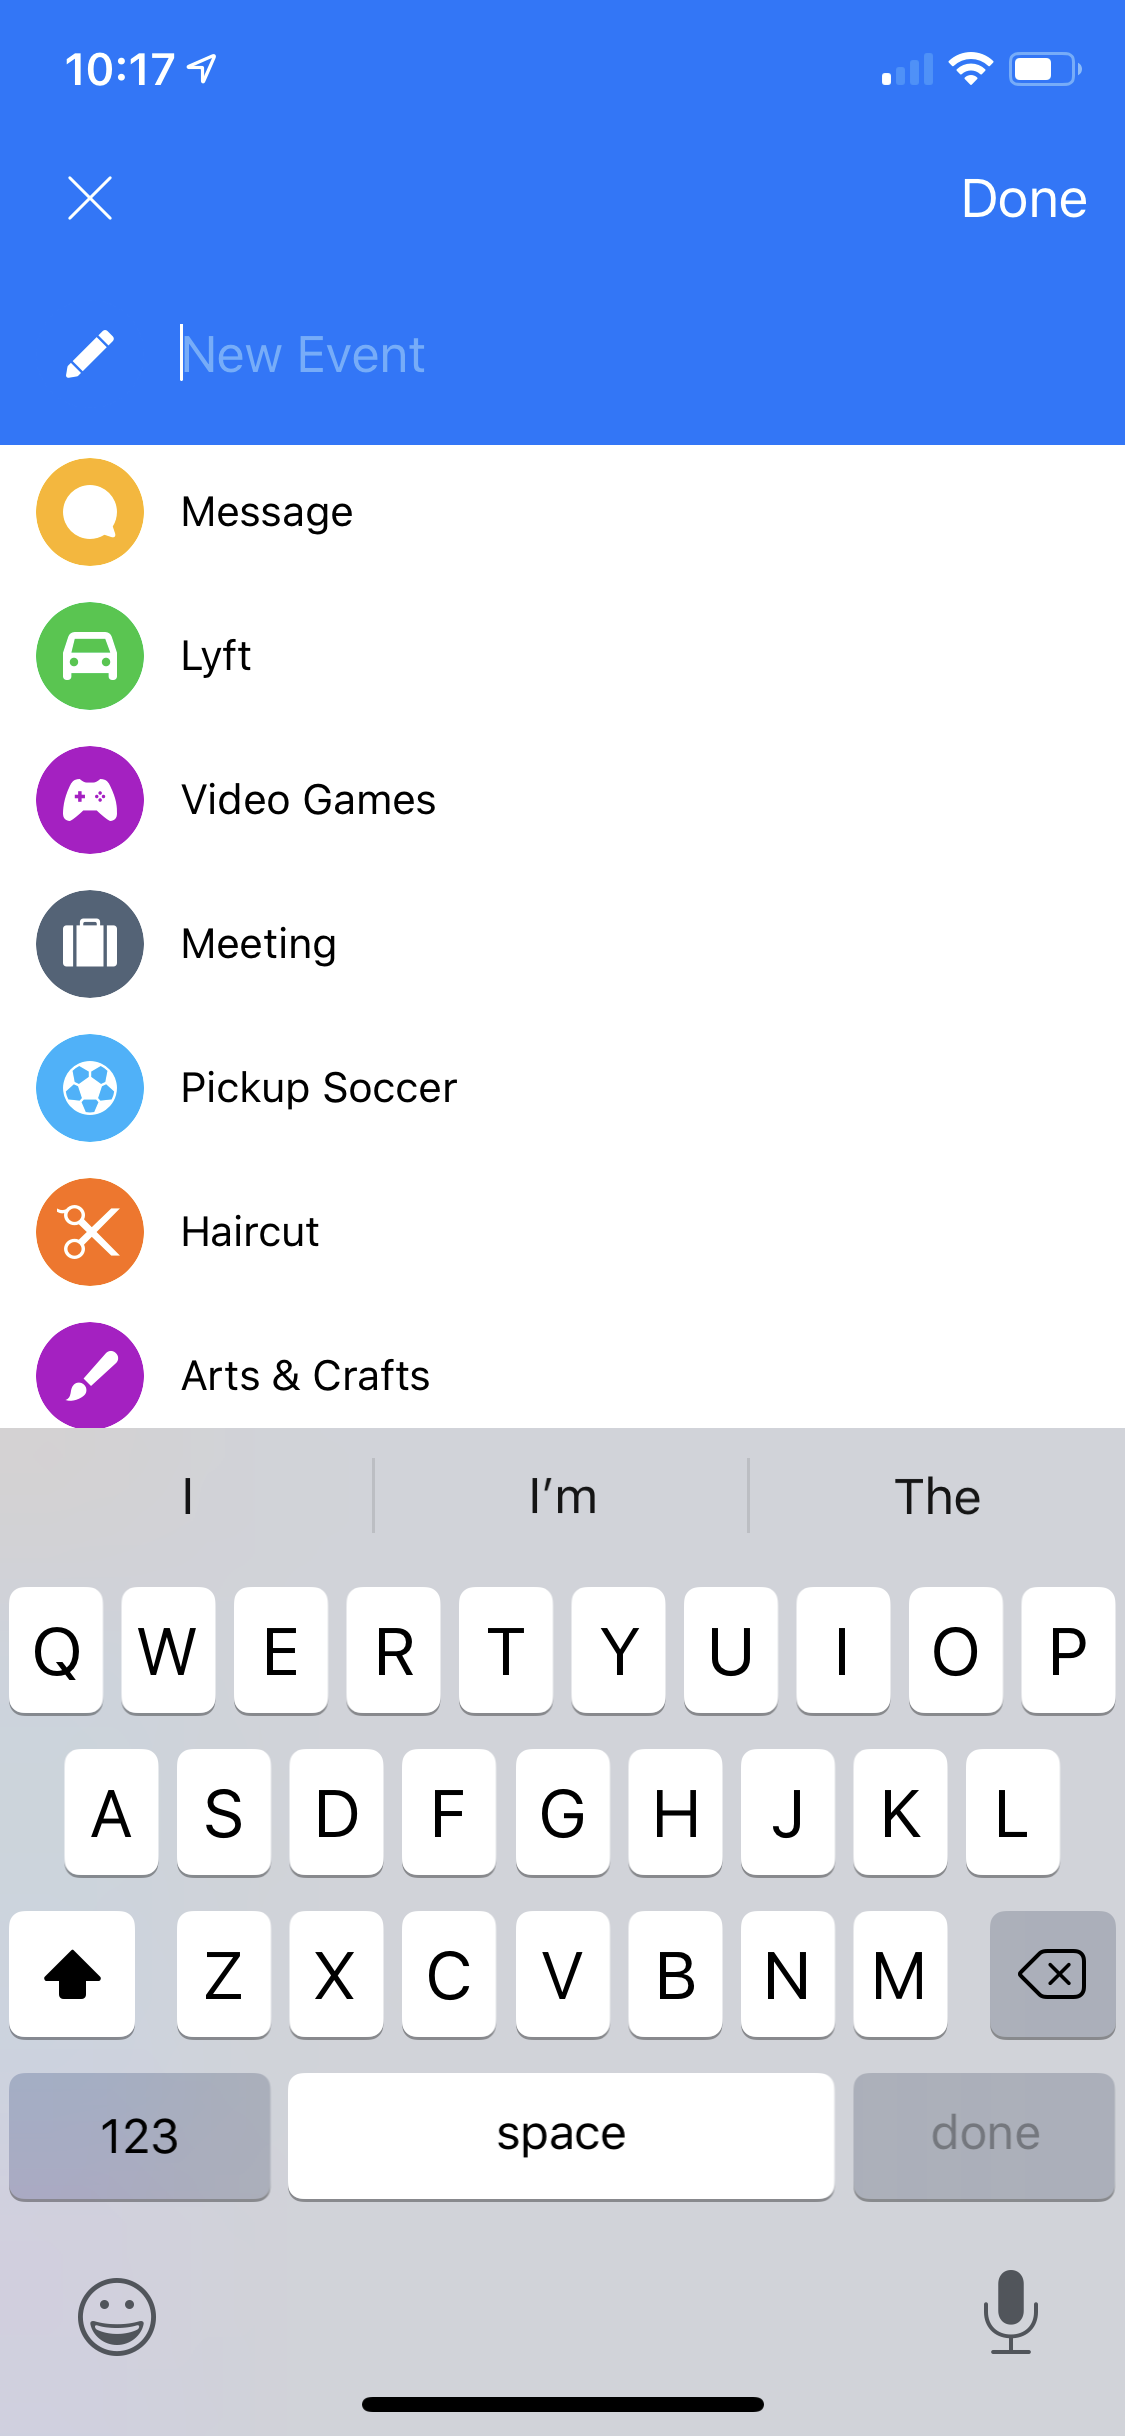 10:17
Done
New Event
Message
Lyft
Video Games
Meeting
Pickup Soccer
Haircut
Arts & Crafts
I I’m The
Q W E R T Y U I O P
A S D F G H J K L
Z X C V B N M
123 space done